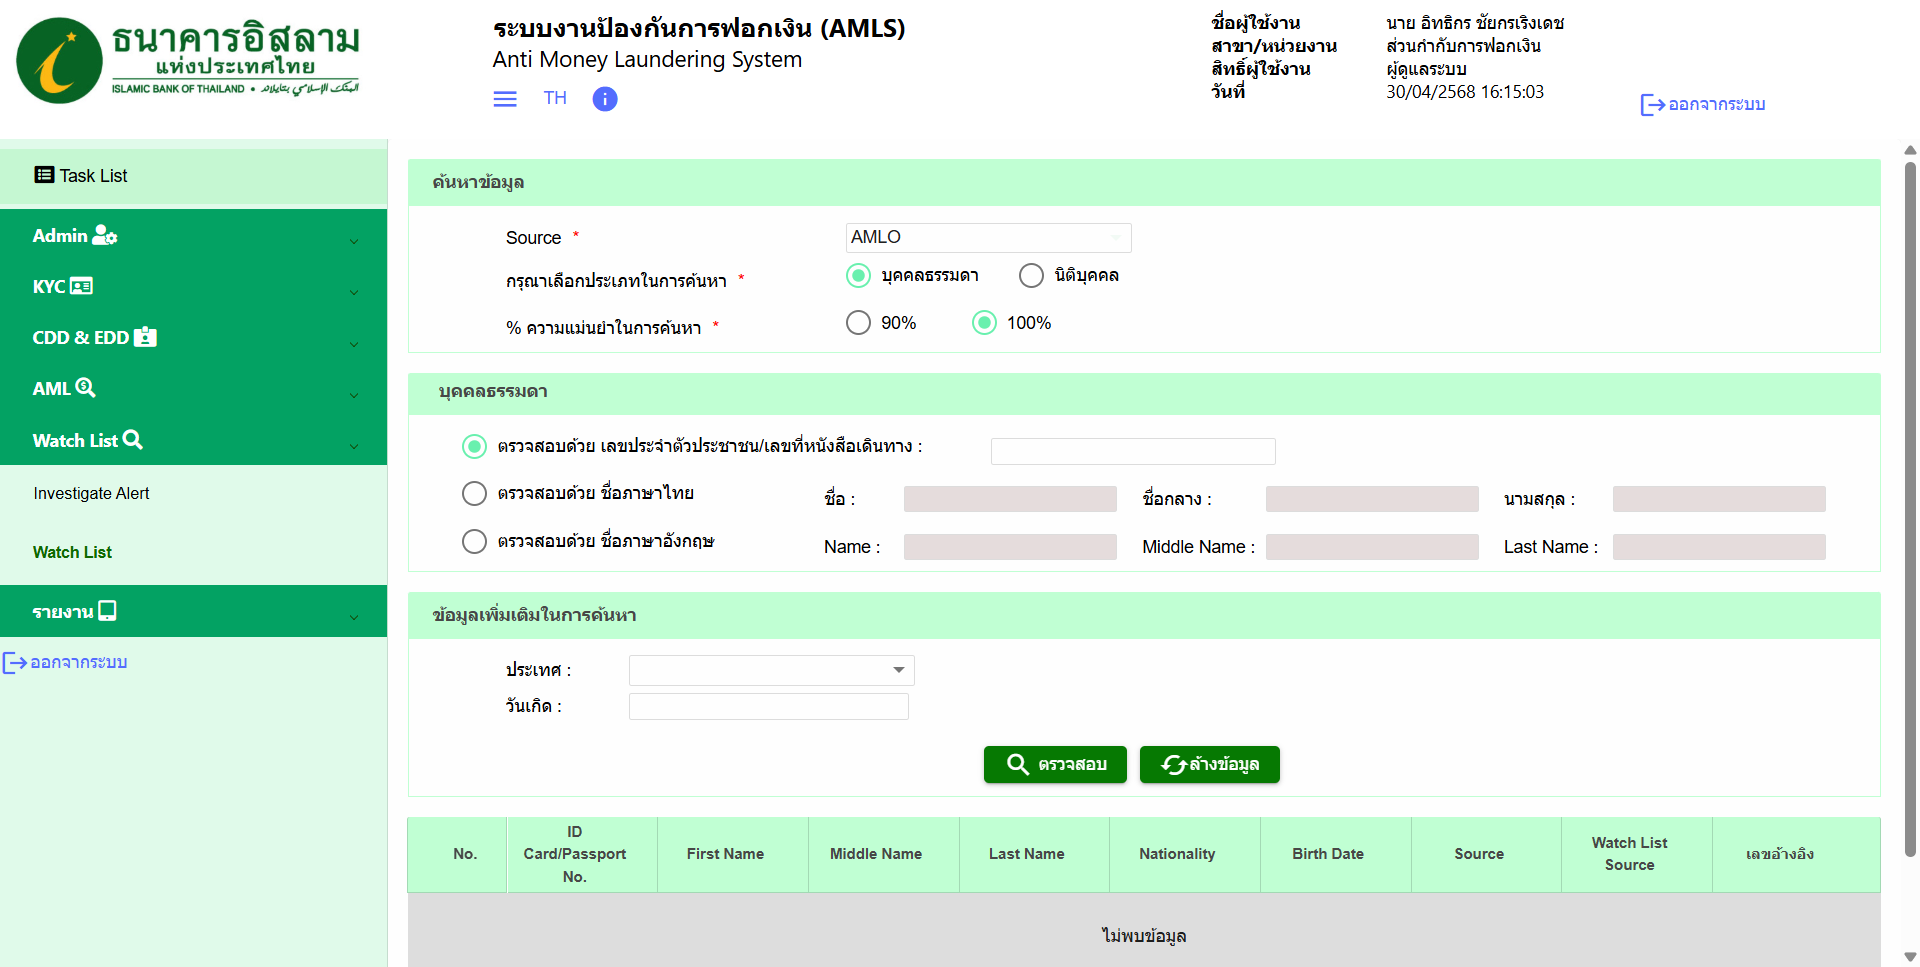 ธนาคารอิสลาม
แห่งประเทศไทย
ISLAMIC BANK OF THAILAND •
ระบบงานป้องกันการฟอกเงิน (AMLS)
Anti Money Laundering System
TH
ชื่อผู้ใช้งาน นาย อิทธิกร ชัยกรเริงเดช
สาขา/หน่วยงาน ส่วนกำกับการฟอกเงิน
สิทธิ์ผู้ใช้งาน ผู้ดูแลระบบ
วันที่ 30/04/2568 16:15:03
ออกจากระบบ
Task List
Admin
KYC
CDD & EDD
AML
Watch List
Investigate Alert
Watch List
รายงาน
ออกจากระบบ
ค้นหาข้อมูล
Source * AMLO
กรุณาเลือกประเภทในการค้นหา * บุคคลธรรมดา นิติบุคคล
% ความแม่นยำในการค้นหา * 90% 100%
บุคคลธรรมดา
ตรวจสอบด้วย เลขประจำตัวประชาชน/เลขที่หนังสือเดินทาง :
ตรวจสอบด้วย ชื่อภาษาไทย ชื่อ : ชื่อกลาง : นามสกุล :
ตรวจสอบด้วย ชื่อภาษาอังกฤษ Name : Middle Name : Last Name :
ข้อมูลเพิ่มเติมในการค้นหา
ประเทศ :
วันเกิด :
ตรวจสอบ ล้างข้อมูล
No. ID Card/Passport No. First Name Middle Name Last Name Nationality Birth Date Source Watch List Source เลขอ้างอิง
ไม่พบข้อมูล